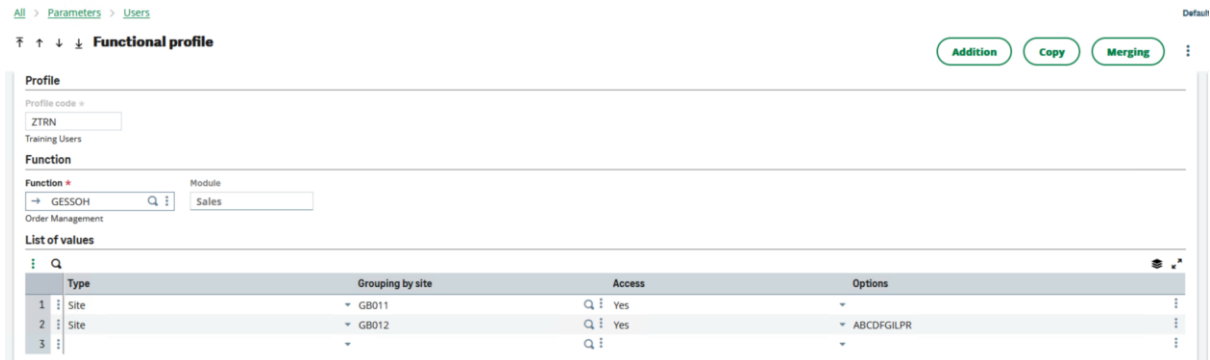 All > Parameters > Users
Default
Functional profile
Addition Copy Merging
Profile
Profile code *
ZTRN
Training Users
Function
Function * Module
GESSOH Sales
Order Management
List of values
Type Grouping by site Access Options
1 Site GB011 Yes
2 Site GB012 Yes ABCDFGILPR
3